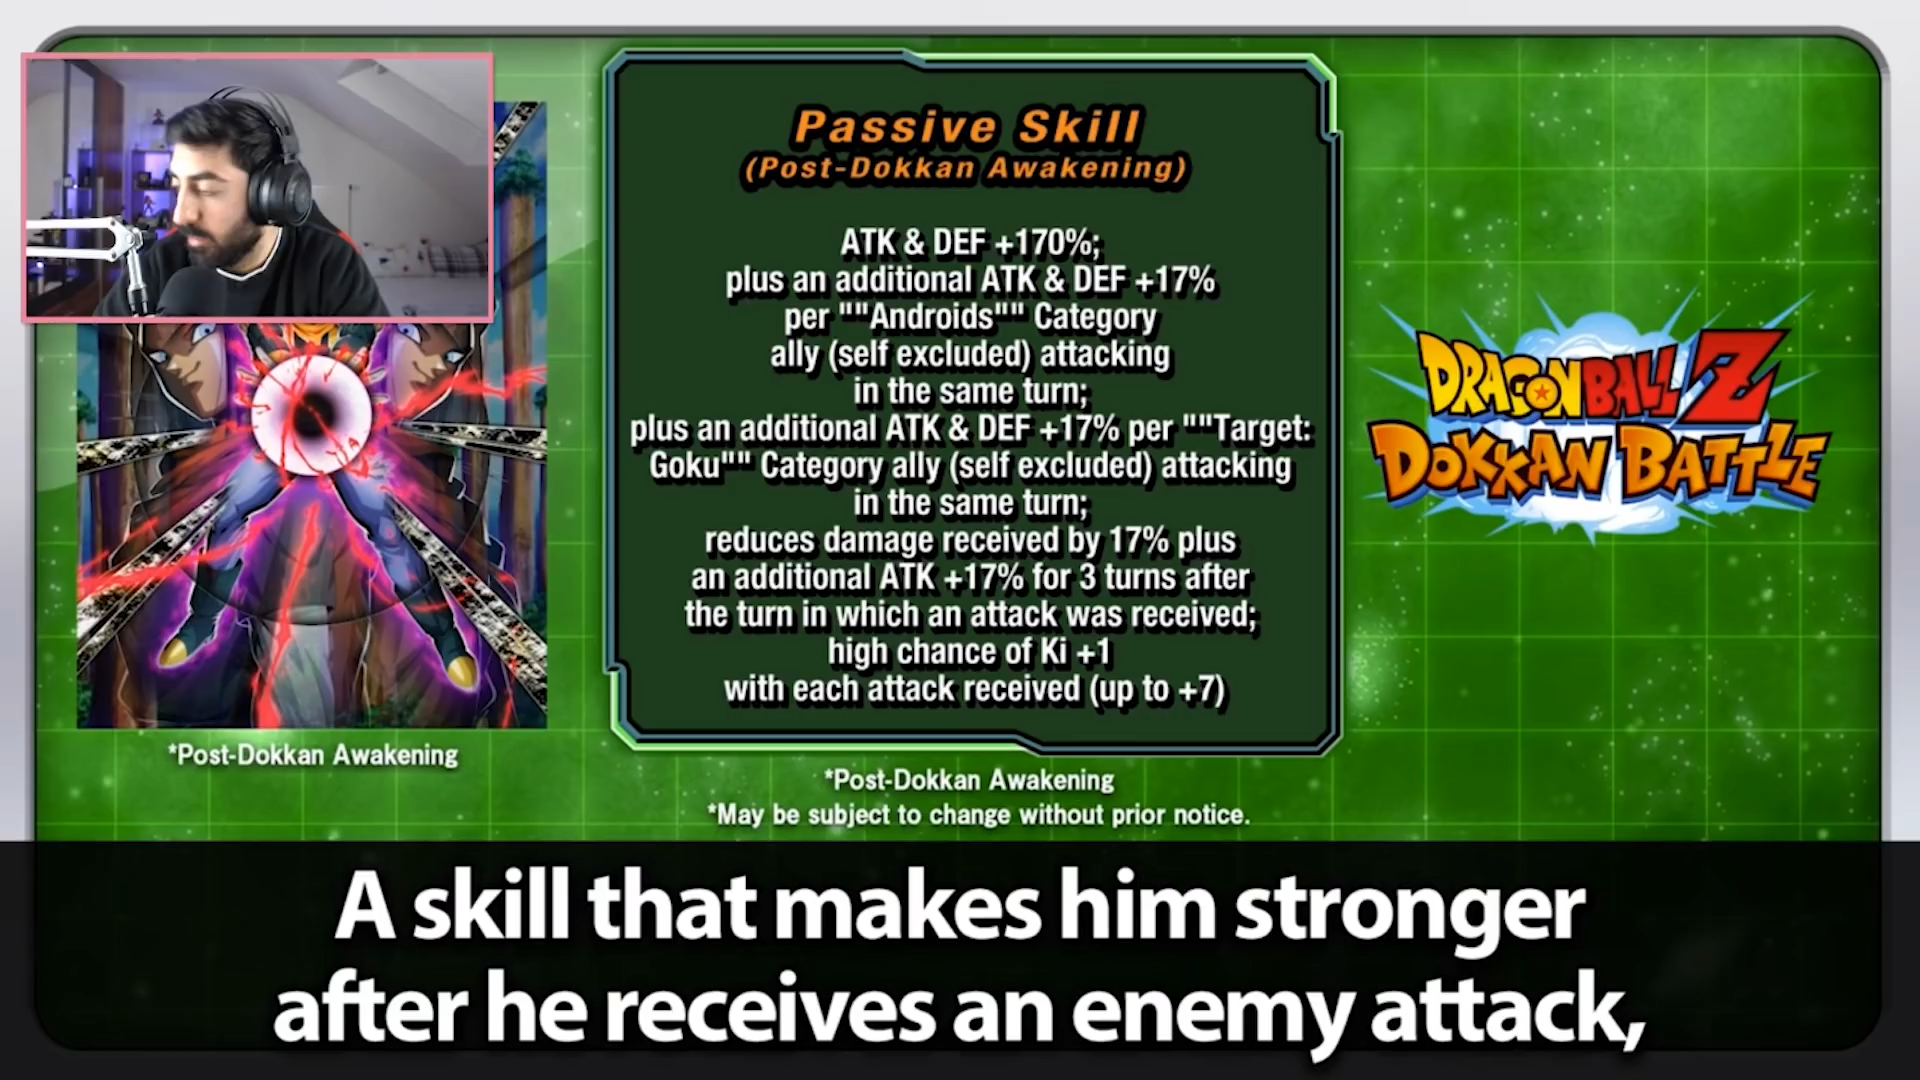 Passive Skill
(Post-Dokkan Awakening)
ATK & DEF +170%;
plus an additional ATK & DEF +17%
per ""Androids"" Category
ally (self excluded) attacking
in the same turn;
plus an additional ATK & DEF +17% per ""Target:
Goku"" Category ally (self excluded) attacking
in the same turn;
reduces damage received by 17% plus
an additional ATK +17% for 3 turns after
the turn in which an attack was received;
high chance of Ki +1
with each attack received (up to +7)
DRAGON BALL Z
DOKKAN BATTLE
*Post-Dokkan Awakening
*Post-Dokkan Awakening
*May be subject to change without prior notice.
A skill that makes him stronger
after he receives an enemy attack,